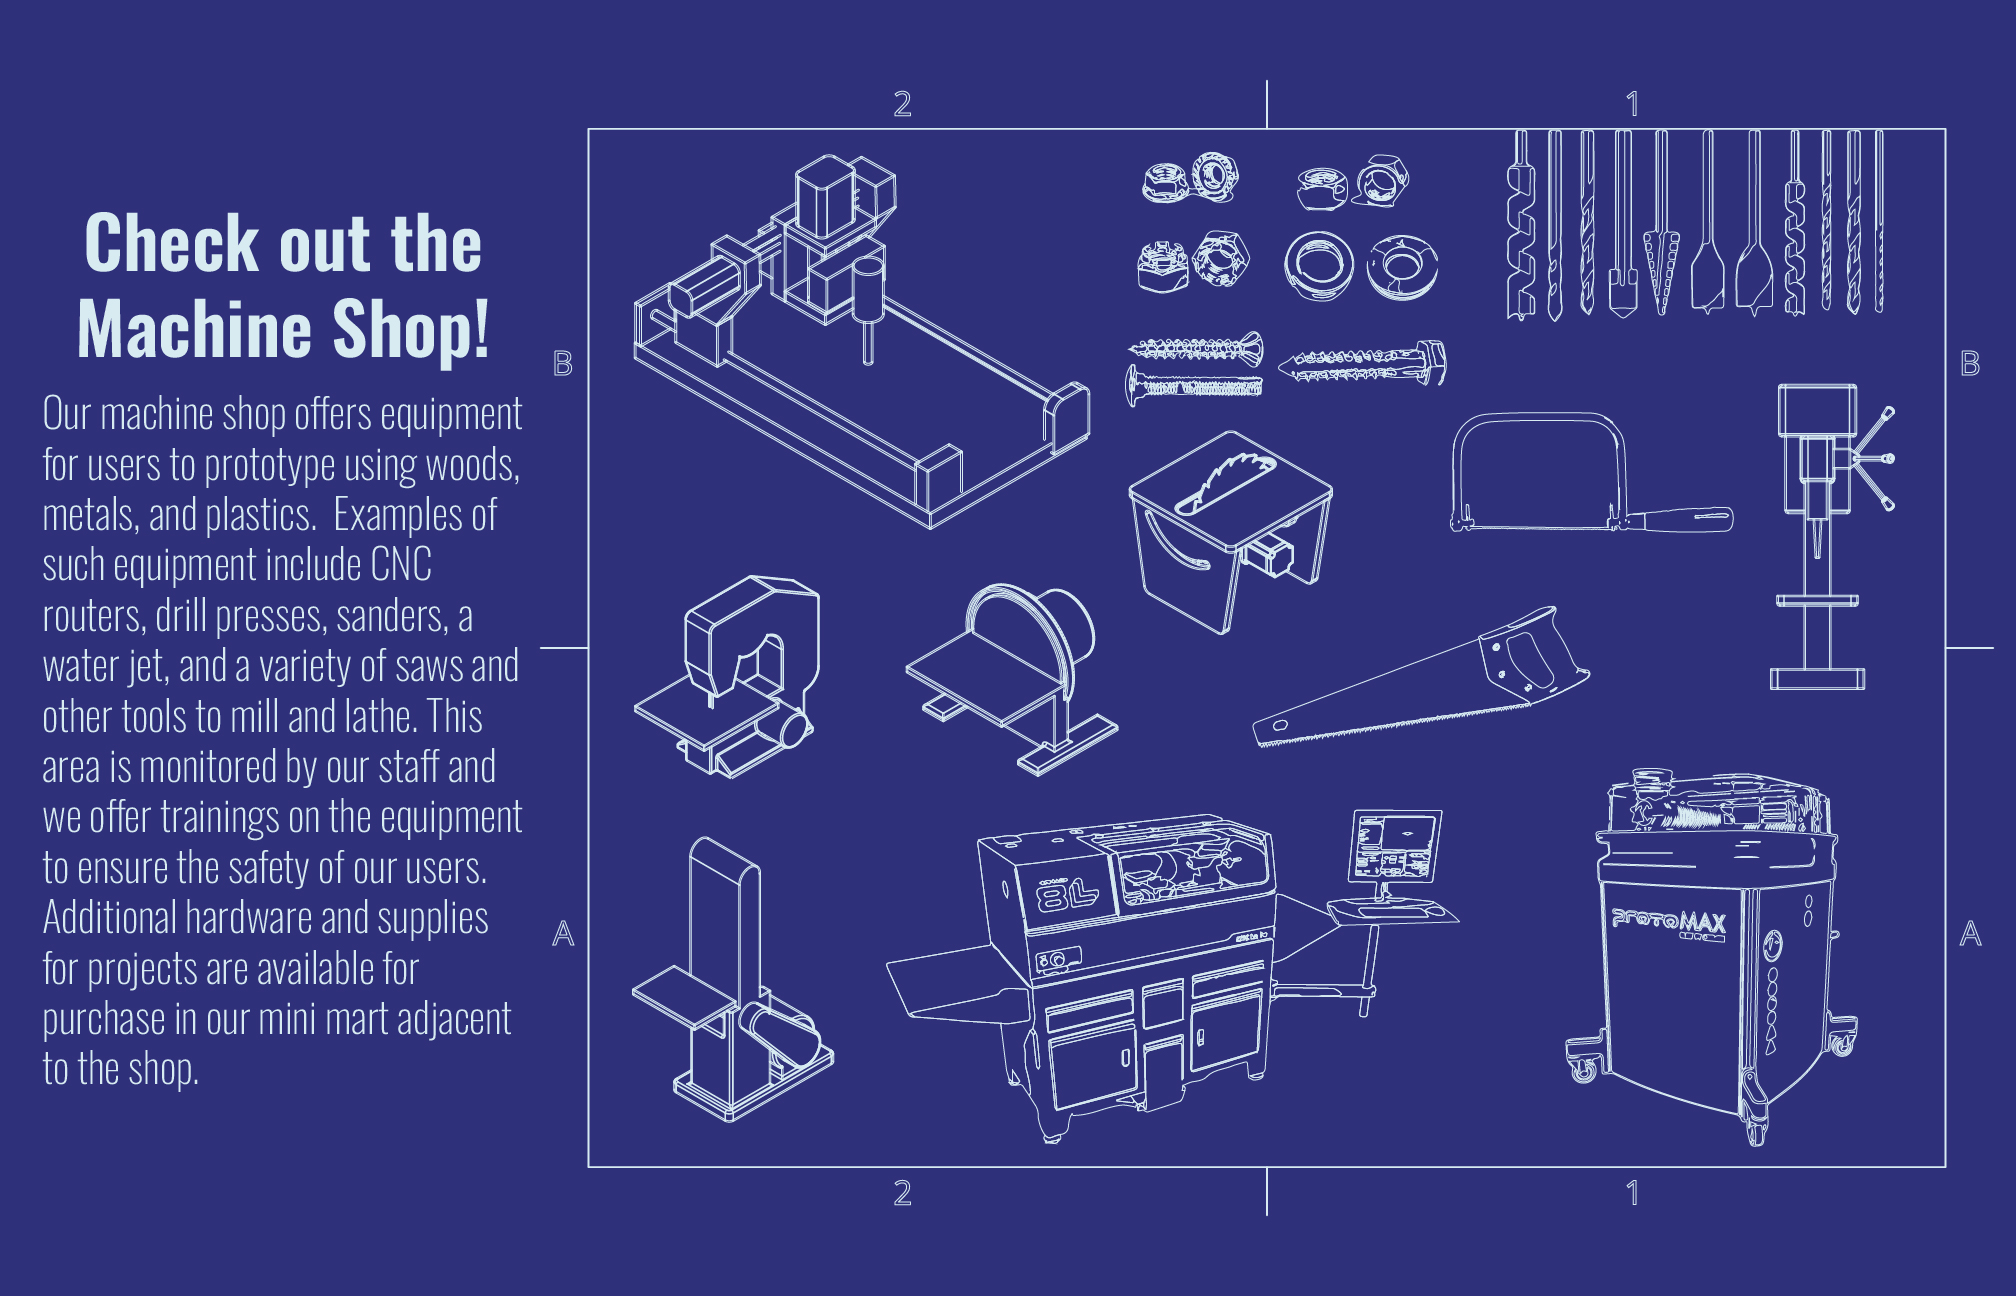 2 1
Check out the
Machine Shop!
B B
Our machine shop offers equipment
for users to prototype using woods,
metals, and plastics.  Examples of
such equipment include CNC
routers, drill presses, sanders, a
water jet, and a variety of saws and
other tools to mill and lathe. This
area is monitored by our staff and
we offer trainings on the equipment
to ensure the safety of our users.
Additional hardware and supplies
for projects are available for
purchase in our mini mart adjacent
to the shop.
8L
protoMAX
A A
2 1